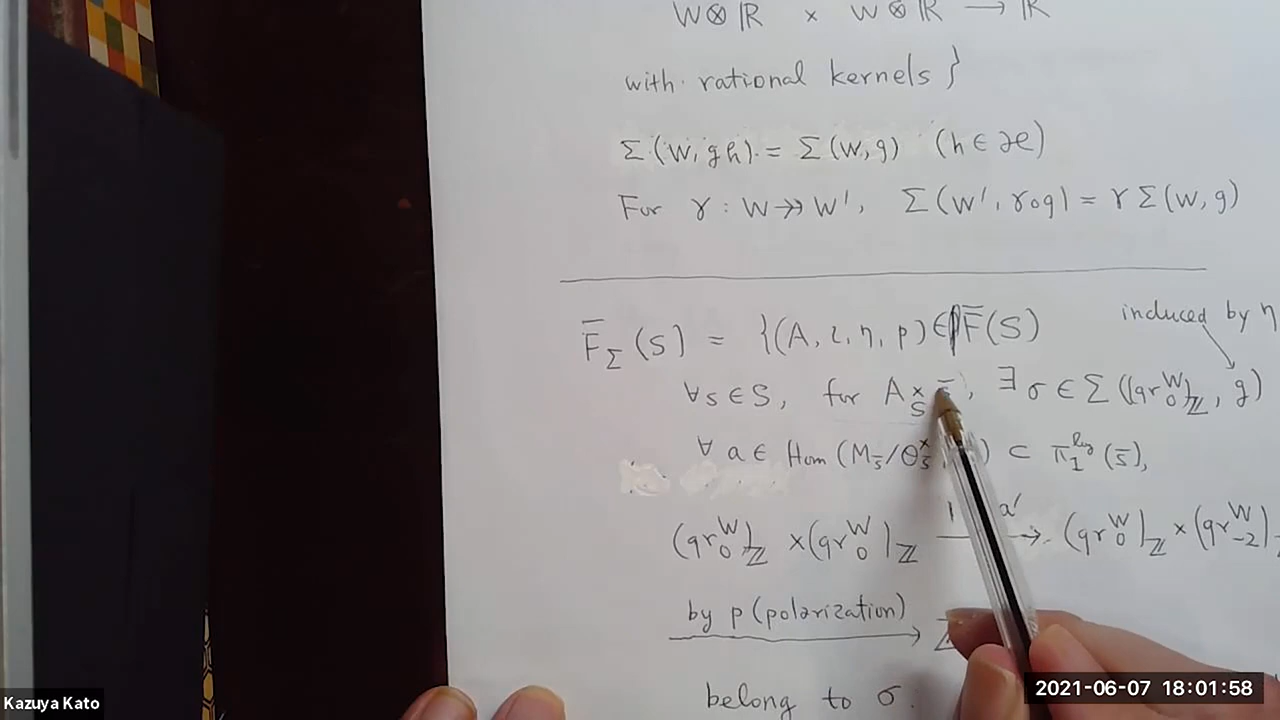 W⊗ℝ × W⊗ℝ → ℝ
with rational kernels }
Σ(W, gh) = Σ(W, g) (h ∈ ℋ)
For γ : W ↠ W', Σ(W', γ∘g) = γ Σ(W, g)
induced by η
F̄_Σ(S) = {(A, ι, η, p) ∈ F̄(S)
∀s ∈ S, for A ×_S , ∃ σ ∈ Σ((gr^W_0)_ℤ, g)
∀ a ∈ Hom(M_s̄/O^×_s̄, ) ⊂ π_1^log(s̄),
(gr^W_0)_ℤ × (gr^W_0)_ℤ → (gr^W_0)_ℤ × (gr^W_-2)
by p (polarization) →
belong to σ.
Kazuya Kato
2021-06-07 18:01:58